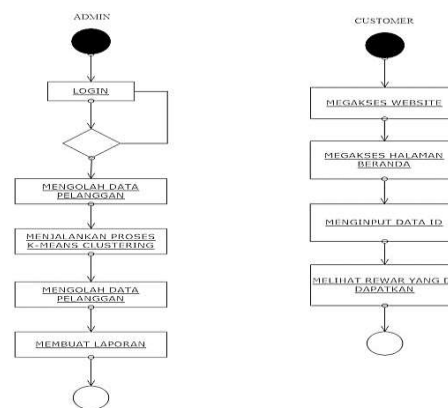 ADMIN
LOGIN
MENGOLAH DATA
PELANGGAN
MENJALANKAN PROSES
K-MEANS CLUSTERING
MENGOLAH DATA
PELANGGAN
MEMBUAT LAPORAN
CUSTOMER
MEGAKSES WEBSITE
MEGAKSES HALAMAN
BERANDA
MENGINPUT DATA ID
MELIHAT REWAR YANG D
DAPATKAN